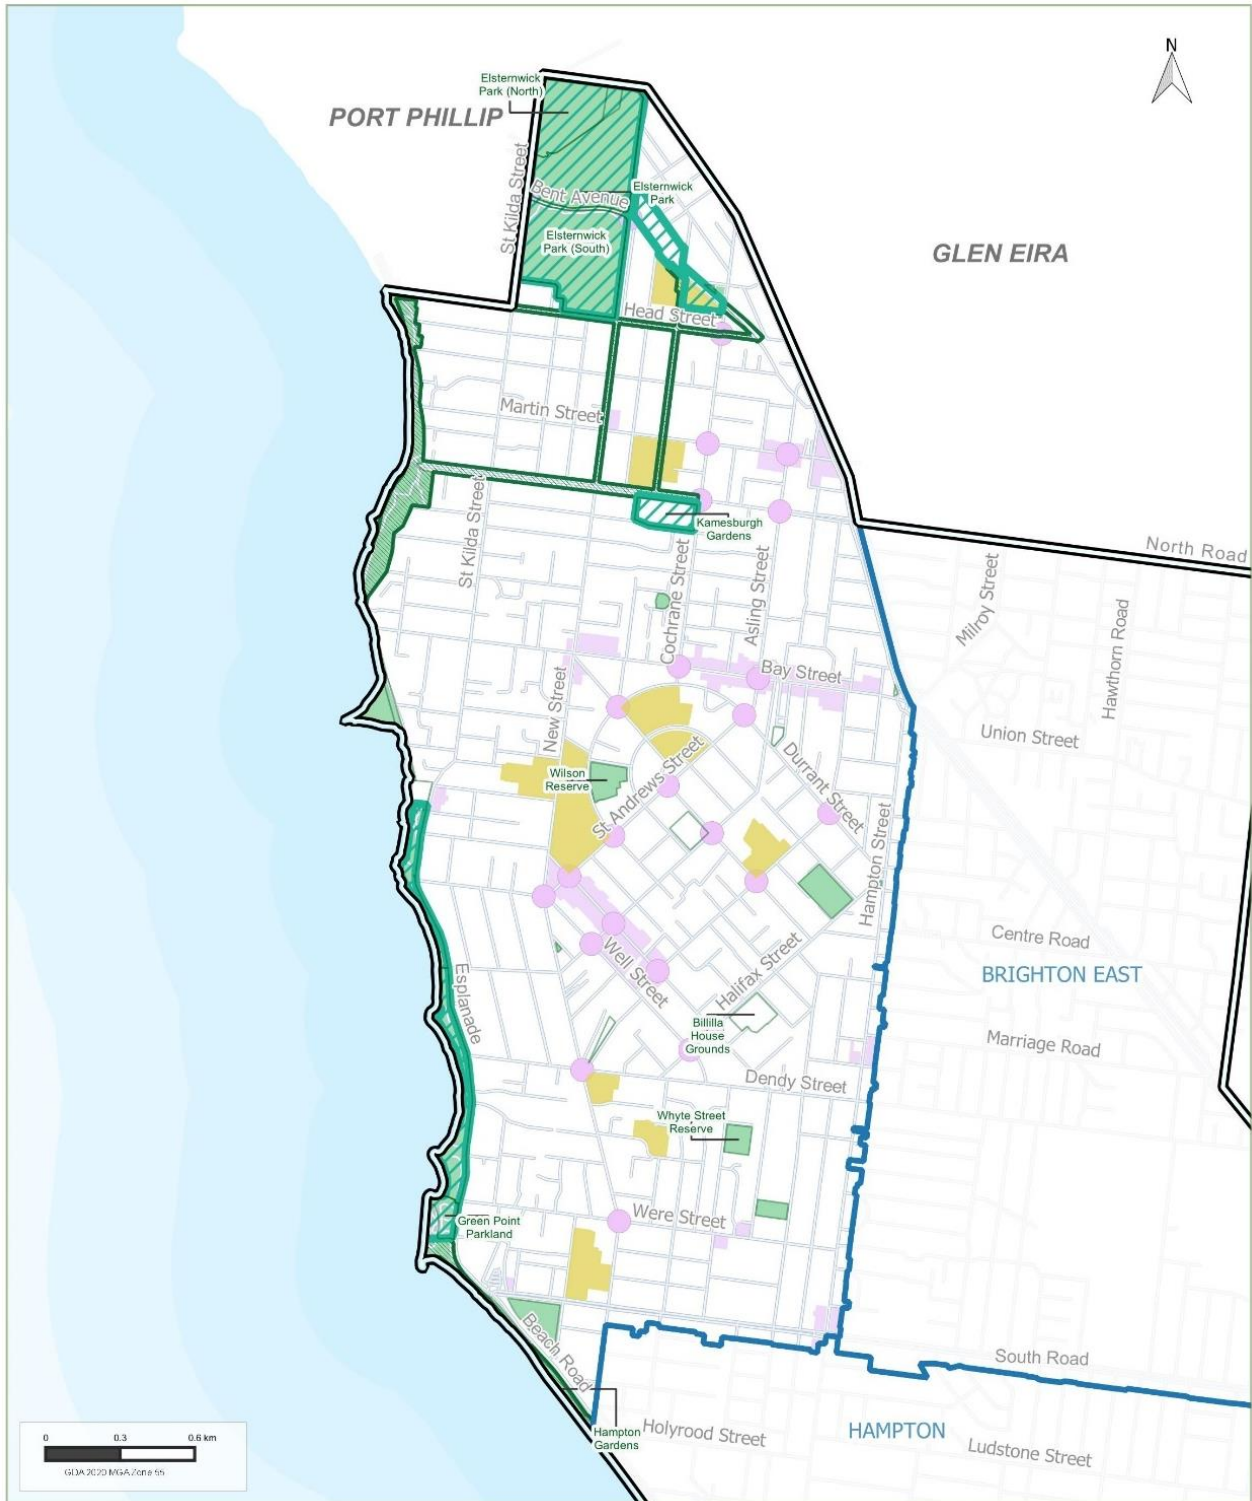 N
Elsternwick
Park (North)
PORT PHILLIP
St Kilda Street
Bent Avenue
Elsternwick
Park
Elsternwick
Park (South)
GLEN EIRA
Head Street
Martin Street
St Kilda Street
Kamesburgh
Gardens
North Road
Cochrane Street
Asling Street
Milroy Street
Hawthorn Road
New Street
Bay Street
Union Street
Wilson
Reserve
St Andrews Street
Durrant Street
Hampton Street
Centre Road
BRIGHTON EAST
Well Street
Halifax Street
Esplanade
Billilla
House
Grounds
Marriage Road
Dendy Street
Whyte Street
Reserve
Were Street
Green Point
Parkland
Beach Road
South Road
Hampton
Gardens
Holyrood Street
HAMPTON
Ludstone Street
0 0.3 0.6 km
GDA 2020 MGA Zone 55